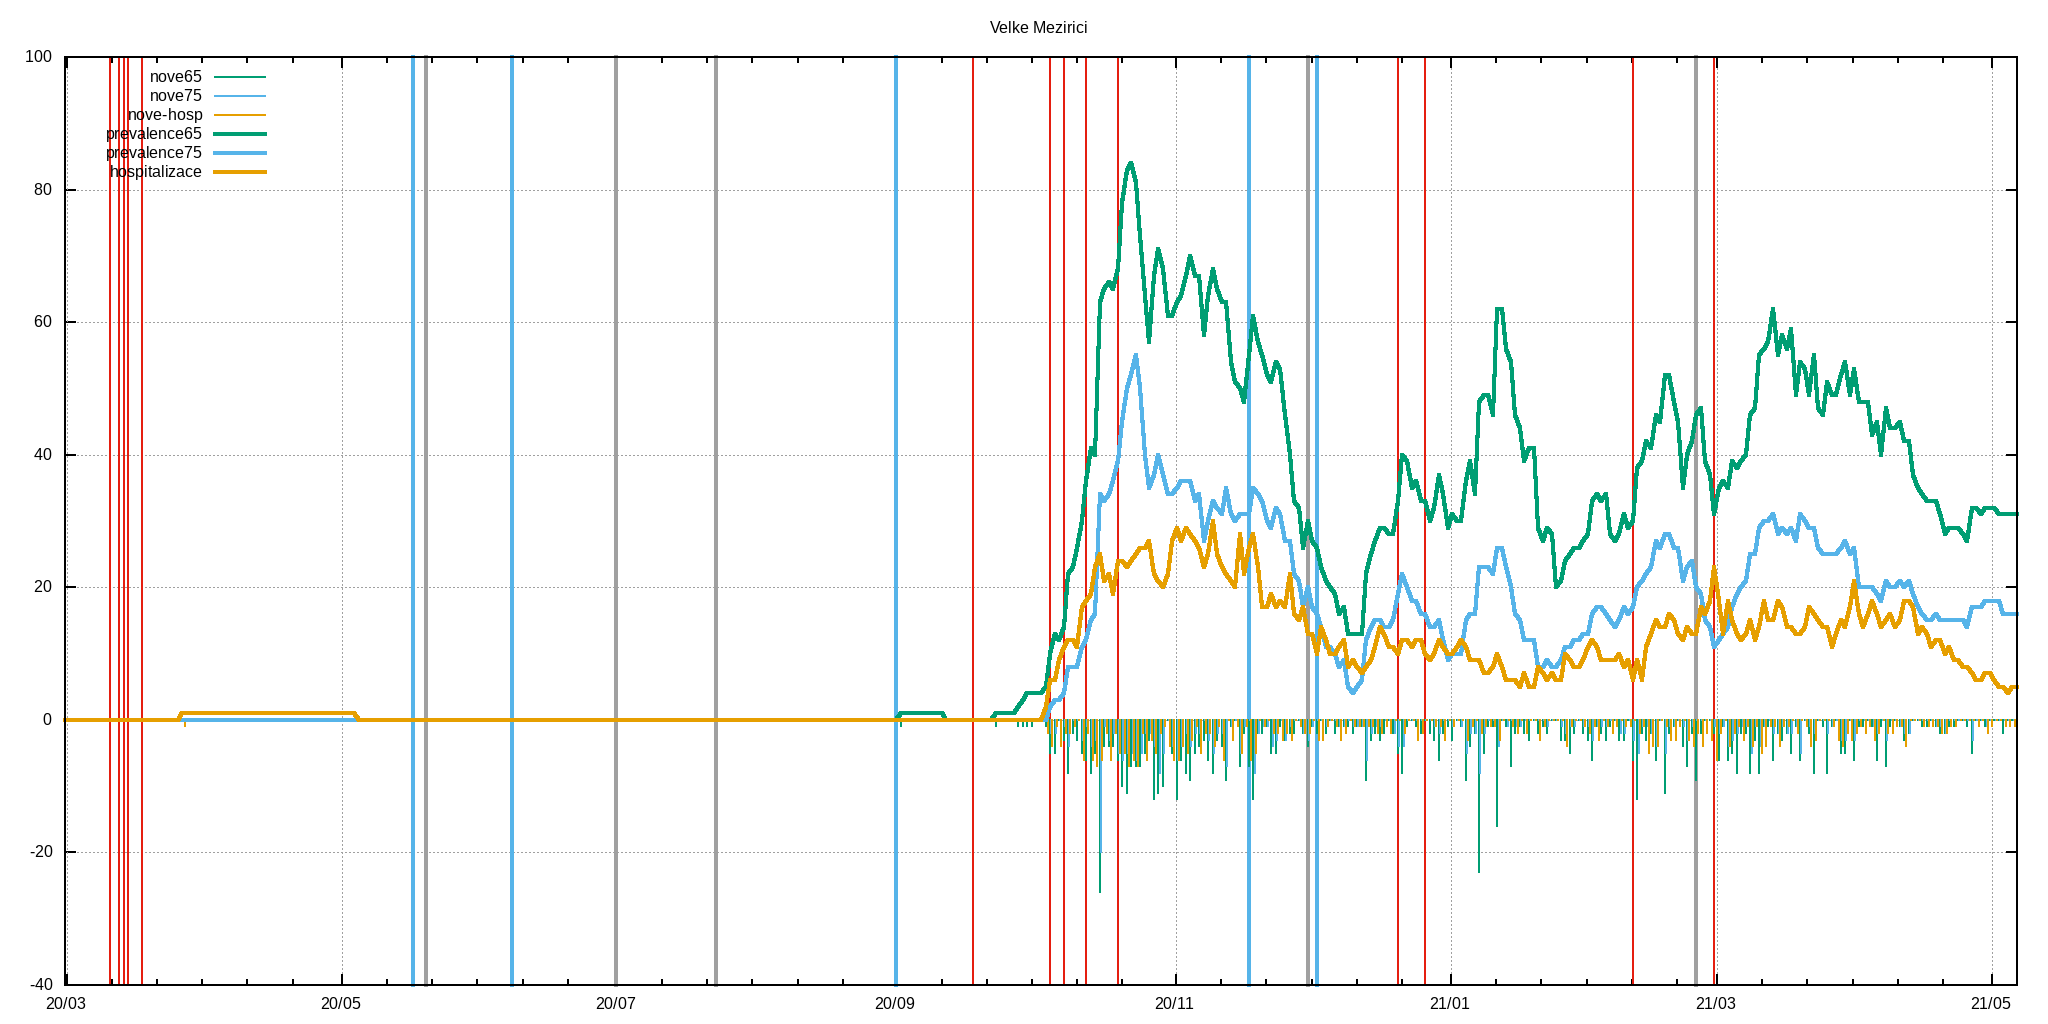 Velke Mezirici
100
80
60
40
20
0
-20
-40
nove65
nove75
nove-hosp
prevalence65
prevalence75
hospitalizace
20/03
20/05
20/07
20/09
20/11
21/01
21/03
21/05